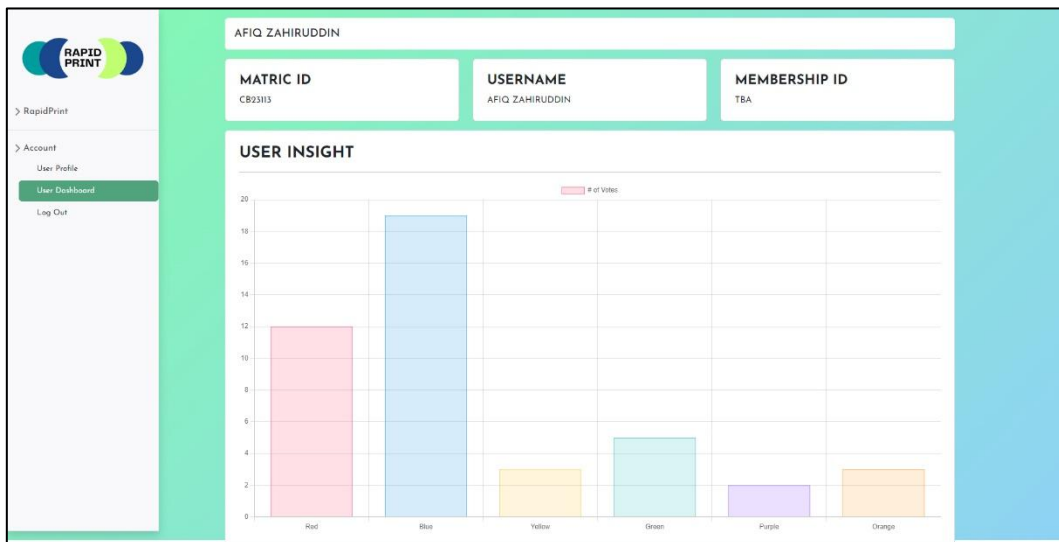 RAPID
PRINT
RapidPrint
Account
User Profile
User Dashboard
Log Out
AFIQ ZAHIRUDDIN
MATRIC ID
CB23113
USERNAME
AFIQ ZAHIRUDDIN
MEMBERSHIP ID
TBA
USER INSIGHT
# of Votes
20
18
16
14
12
10
8
6
4
2
0
Red Blue Yellow Green Purple Orange